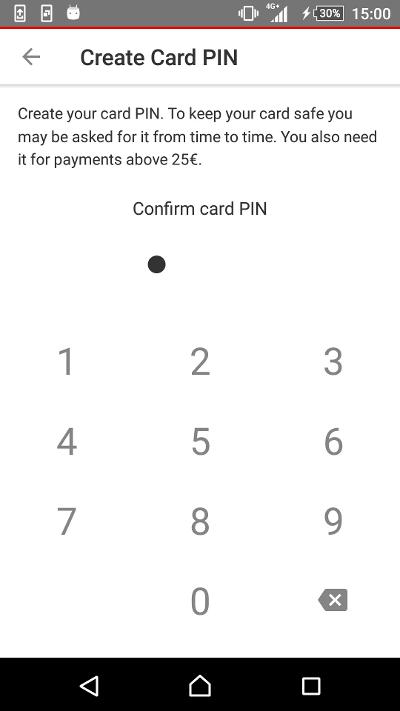 4G+ 30% 15:00
Create Card PIN
Create your card PIN. To keep your card safe you
may be asked for it from time to time. You also need
it for payments above 25€.
Confirm card PIN
1 2 3
4 5 6
7 8 9
0